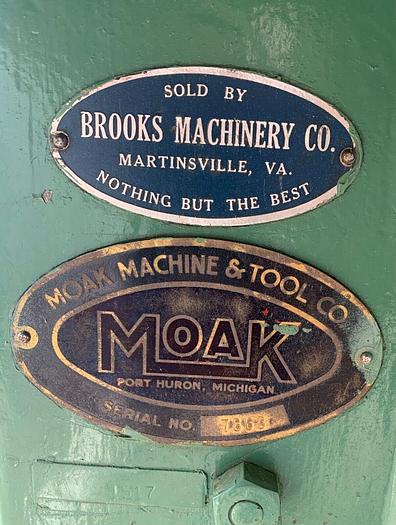 SOLD BY
BROOKS MACHINERY CO.
MARTINSVILLE, VA.
NOTHING BUT THE BEST
MOAK MACHINE & TOOL CO
MOAK
PORT HURON, MICHIGAN
SERIAL NO.